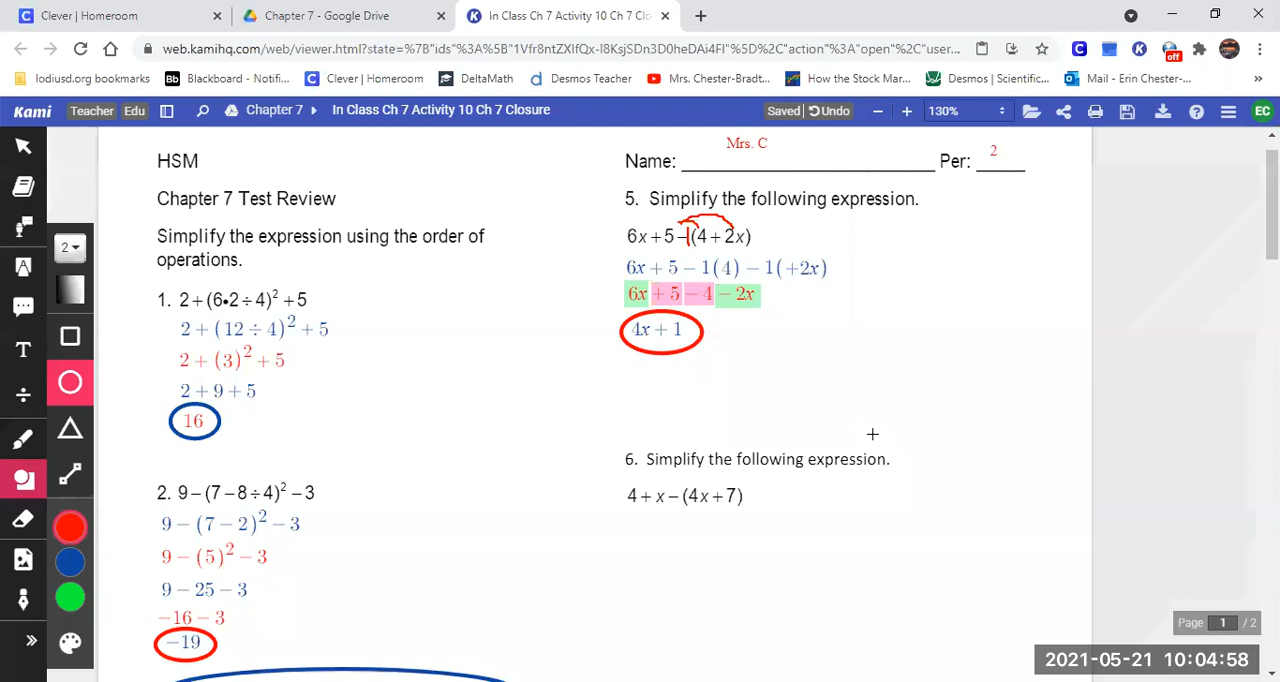 Clever | Homeroom
Chapter 7 - Google Drive
In Class Ch 7 Activity 10 Ch 7 Clo
web.kamihq.com/web/viewer.html?state=%7B"ids"%3A%5B"1Vfr8ntZXlfQx-I8KsjSDn3D0heDAi4FI"%5D%2C"action"%3A"open"%2C"user...
off
lodiusd.org bookmarks
Bb Blackboard - Notifi...
Clever | Homeroom
DeltaMath
Desmos Teacher
Mrs. Chester-Bradt...
How the Stock Mar...
Desmos | Scientific...
Mail - Erin Chester-...
»
Kami Teacher Edu Chapter 7 In Class Ch 7 Activity 10 Ch 7 Closure
Saved | Undo
130%
EC
2
HSM
Chapter 7 Test Review
Simplify the expression using the order of
operations.
1. 2 + (6•2 ÷ 4)² + 5
2 + (12 ÷ 4)² + 5
2 + (3)² + 5
2 + 9 + 5
16
2. 9 – (7 – 8 ÷ 4)² – 3
9 − (7 − 2)² − 3
9 − (5)² − 3
9 − 25 − 3
−16 − 3
−19
Mrs. C 2
Name: ____________________________ Per: _____
5. Simplify the following expression.
6x + 5 – 1(4 + 2x)
6x + 5 − 1(4) − 1(+2x)
6x + 5 − 4 − 2x
4x + 1
6. Simplify the following expression.
4 + x – (4x + 7)
Page 1 / 2
2021-05-21 10:04:58